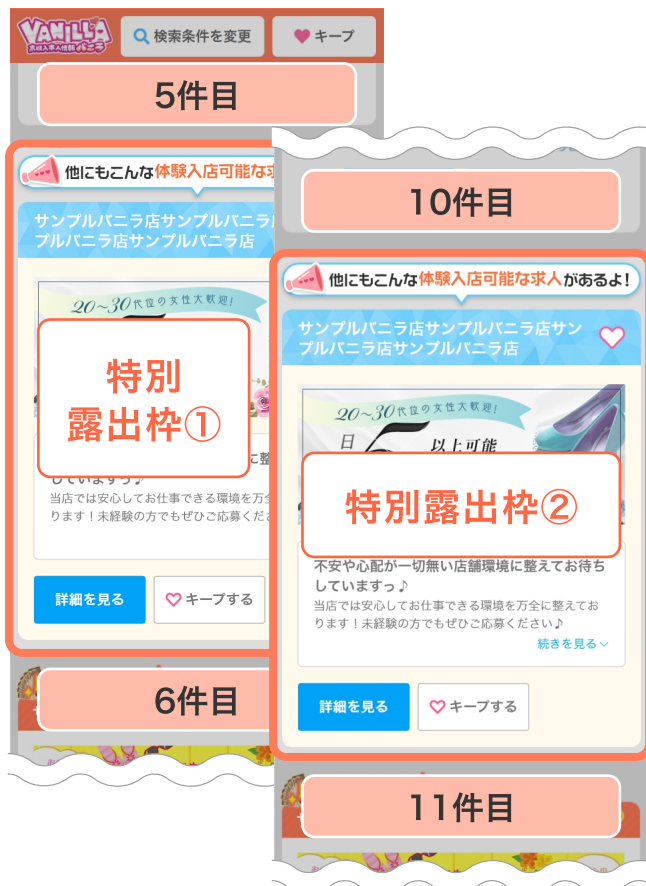 VANILLA
高収入求人情報 バニラ
検索条件を変更
キープ
5件目
他にもこんな体験入店可能な求
サンプルバニラ店サンプルバニラ店
プルバニラ店サンプルバニラ店
20～30代位の女性大歓迎!
特別
露出枠①
に整
していますっ♪
当店では安心してお仕事できる環境を万全
ります！未経験の方でもぜひご応募くださ
詳細を見る
キープする
6件目
10件目
他にもこんな体験入店可能な求人があるよ!
サンプルバニラ店サンプルバニラ店サン
プルバニラ店サンプルバニラ店
20～30代位の女性大歓迎!
日5以上可能
特別露出枠②
不安や心配が一切無い店舗環境に整えてお待ち
していますっ♪
当店では安心してお仕事できる環境を万全に整えてお
ります！未経験の方でもぜひご応募ください♪
続きを見る
詳細を見る
キープする
11件目